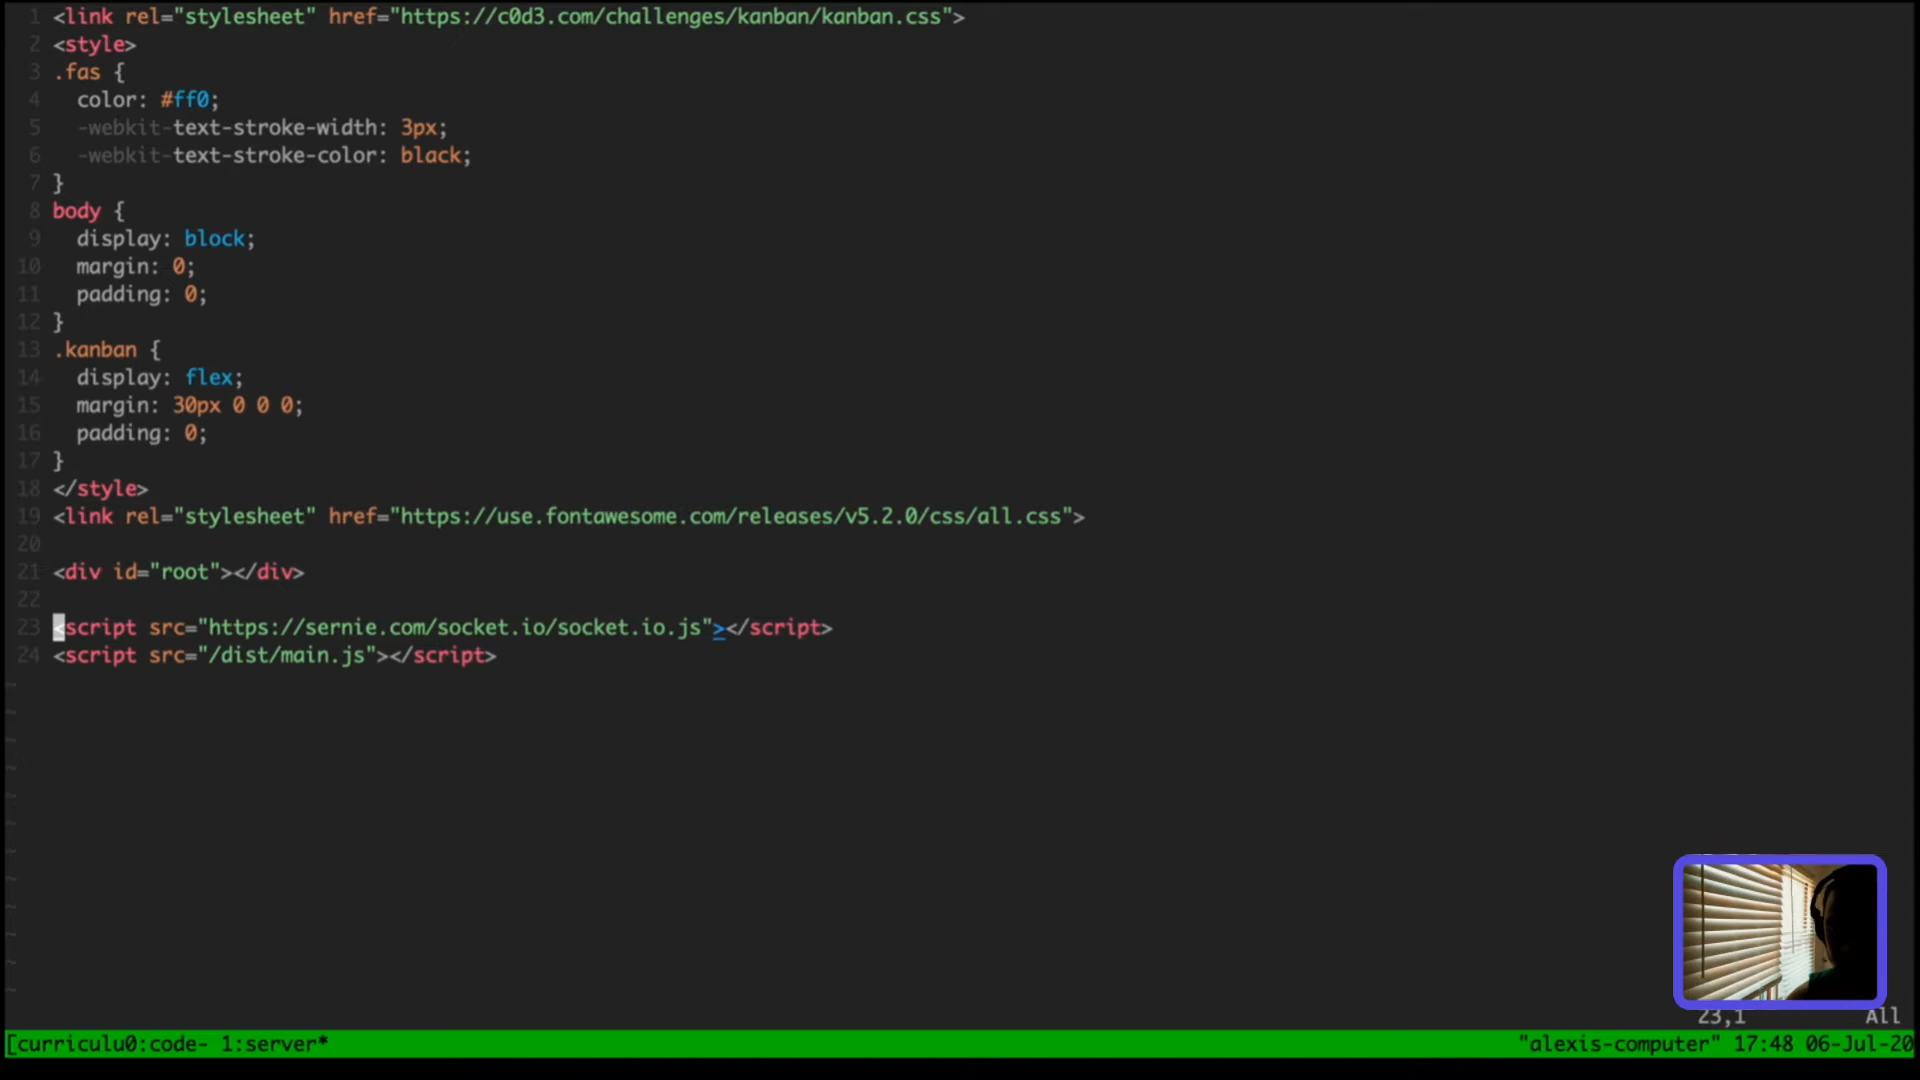 1 <link rel="stylesheet" href="https://c0d3.com/challenges/kanban/kanban.css">
2 <style>
3 .fas {
4   color: #ff0;
5   -webkit-text-stroke-width: 3px;
6   -webkit-text-stroke-color: black;
7 }
8 body {
9   display: block;
10   margin: 0;
11   padding: 0;
12 }
13 .kanban {
14   display: flex;
15   margin: 30px 0 0 0;
16   padding: 0;
17 }
18 </style>
19 <link rel="stylesheet" href="https://use.fontawesome.com/releases/v5.2.0/css/all.css">
20
21 <div id="root"></div>
22
23 <script src="https://sernie.com/socket.io/socket.io.js"></script>
24 <script src="/dist/main.js"></script>
~
~
~
~
~
~
~
~
~
~
~
~
23,1 All
[curriculu0:code- 1:server* "alexis-computer" 17:48 06-Jul-20